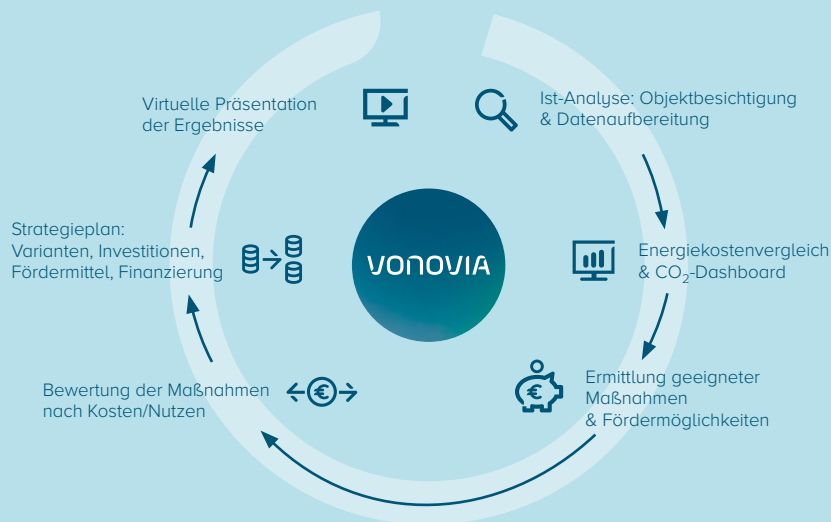 Virtuelle Präsentation
der Ergebnisse
Ist-Analyse: Objektbesichtigung
& Datenaufbereitung
Strategieplan:
Varianten, Investitionen,
Fördermittel, Finanzierung
VONOVIA
Energiekostenvergleich
& CO₂-Dashboard
Bewertung der Maßnahmen
nach Kosten/Nutzen
€
€
Ermittlung geeigneter
Maßnahmen
& Fördermöglichkeiten